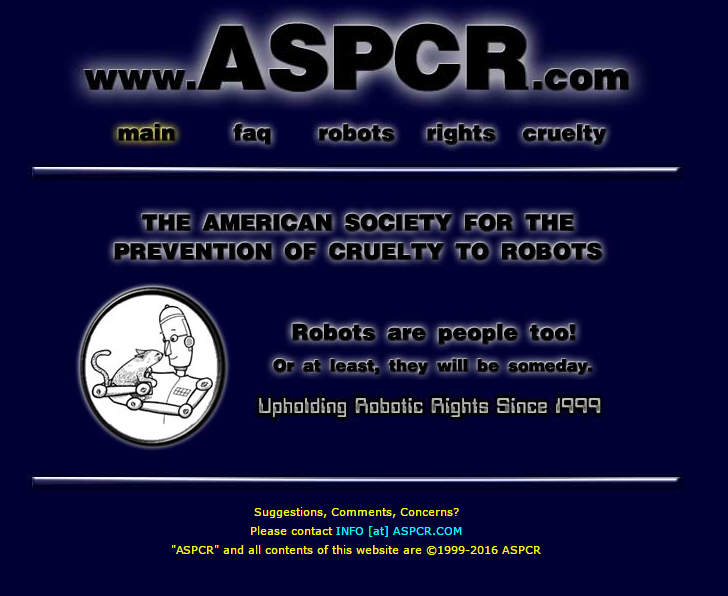 www.ASPCR.com
main faq robots rights cruelty
THE AMERICAN SOCIETY FOR THE
PREVENTION OF CRUELTY TO ROBOTS
Robots are people too!
Or at least, they will be someday.
Upholding Robotic Rights Since 1999
Suggestions, Comments, Concerns?
Please contact INFO [at] ASPCR.COM
"ASPCR" and all contents of this website are ©1999-2016 ASPCR